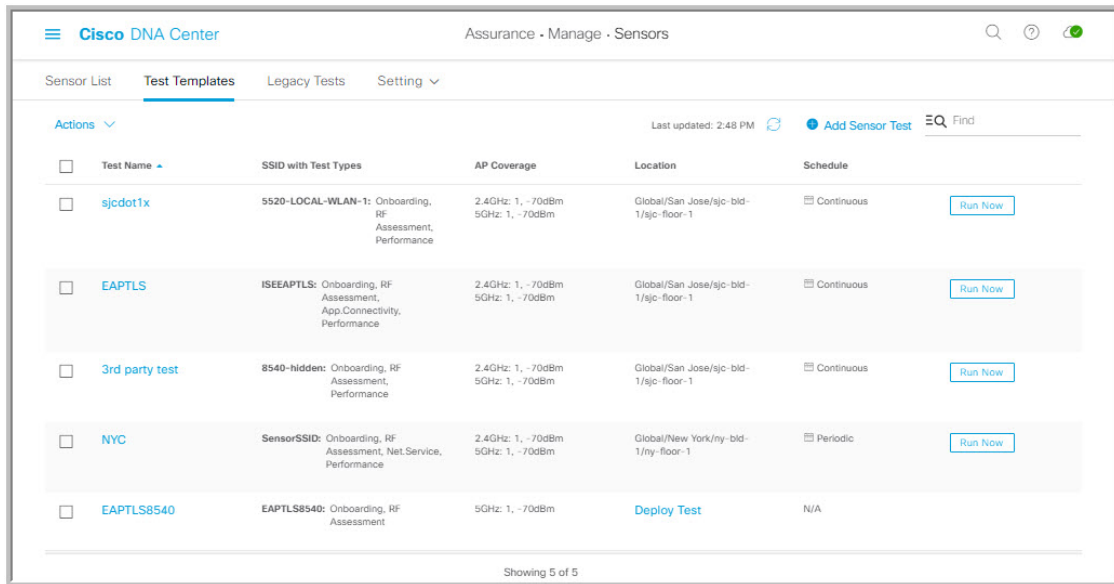 Cisco DNA Center
Assurance · Manage · Sensors
Sensor List
Test Templates
Legacy Tests
Setting
Actions
Last updated: 2:48 PM
Add Sensor Test
Find
Test Name
SSID with Test Types
AP Coverage
Location
Schedule
sjcdot1x
5520-LOCAL-WLAN-1: Onboarding,
RF
Assessment,
Performance
2.4GHz: 1, -70dBm
5GHz: 1, -70dBm
Global/San Jose/sjc-bld-
1/sjc-floor-1
Continuous
Run Now
EAPTLS
ISEEAPTLS: Onboarding, RF
Assessment,
App.Connectivity,
Performance
2.4GHz: 1, -70dBm
5GHz: 1, -70dBm
Global/San Jose/sjc-bld-
1/sjc-floor-1
Continuous
Run Now
3rd party test
8540-hidden: Onboarding, RF
Assessment,
Performance
2.4GHz: 1, -70dBm
5GHz: 1, -70dBm
Global/San Jose/sjc-bld-
1/sjc-floor-1
Continuous
Run Now
NYC
SensorSSID: Onboarding, RF
Assessment, Net.Service,
Performance
2.4GHz: 1, -70dBm
5GHz: 1, -70dBm
Global/New York/ny-bld-
1/ny-floor-1
Periodic
Run Now
EAPTLS8540
EAPTLS8540: Onboarding, RF
Assessment
5GHz: 1, -70dBm
Deploy Test
N/A
Showing 5 of 5